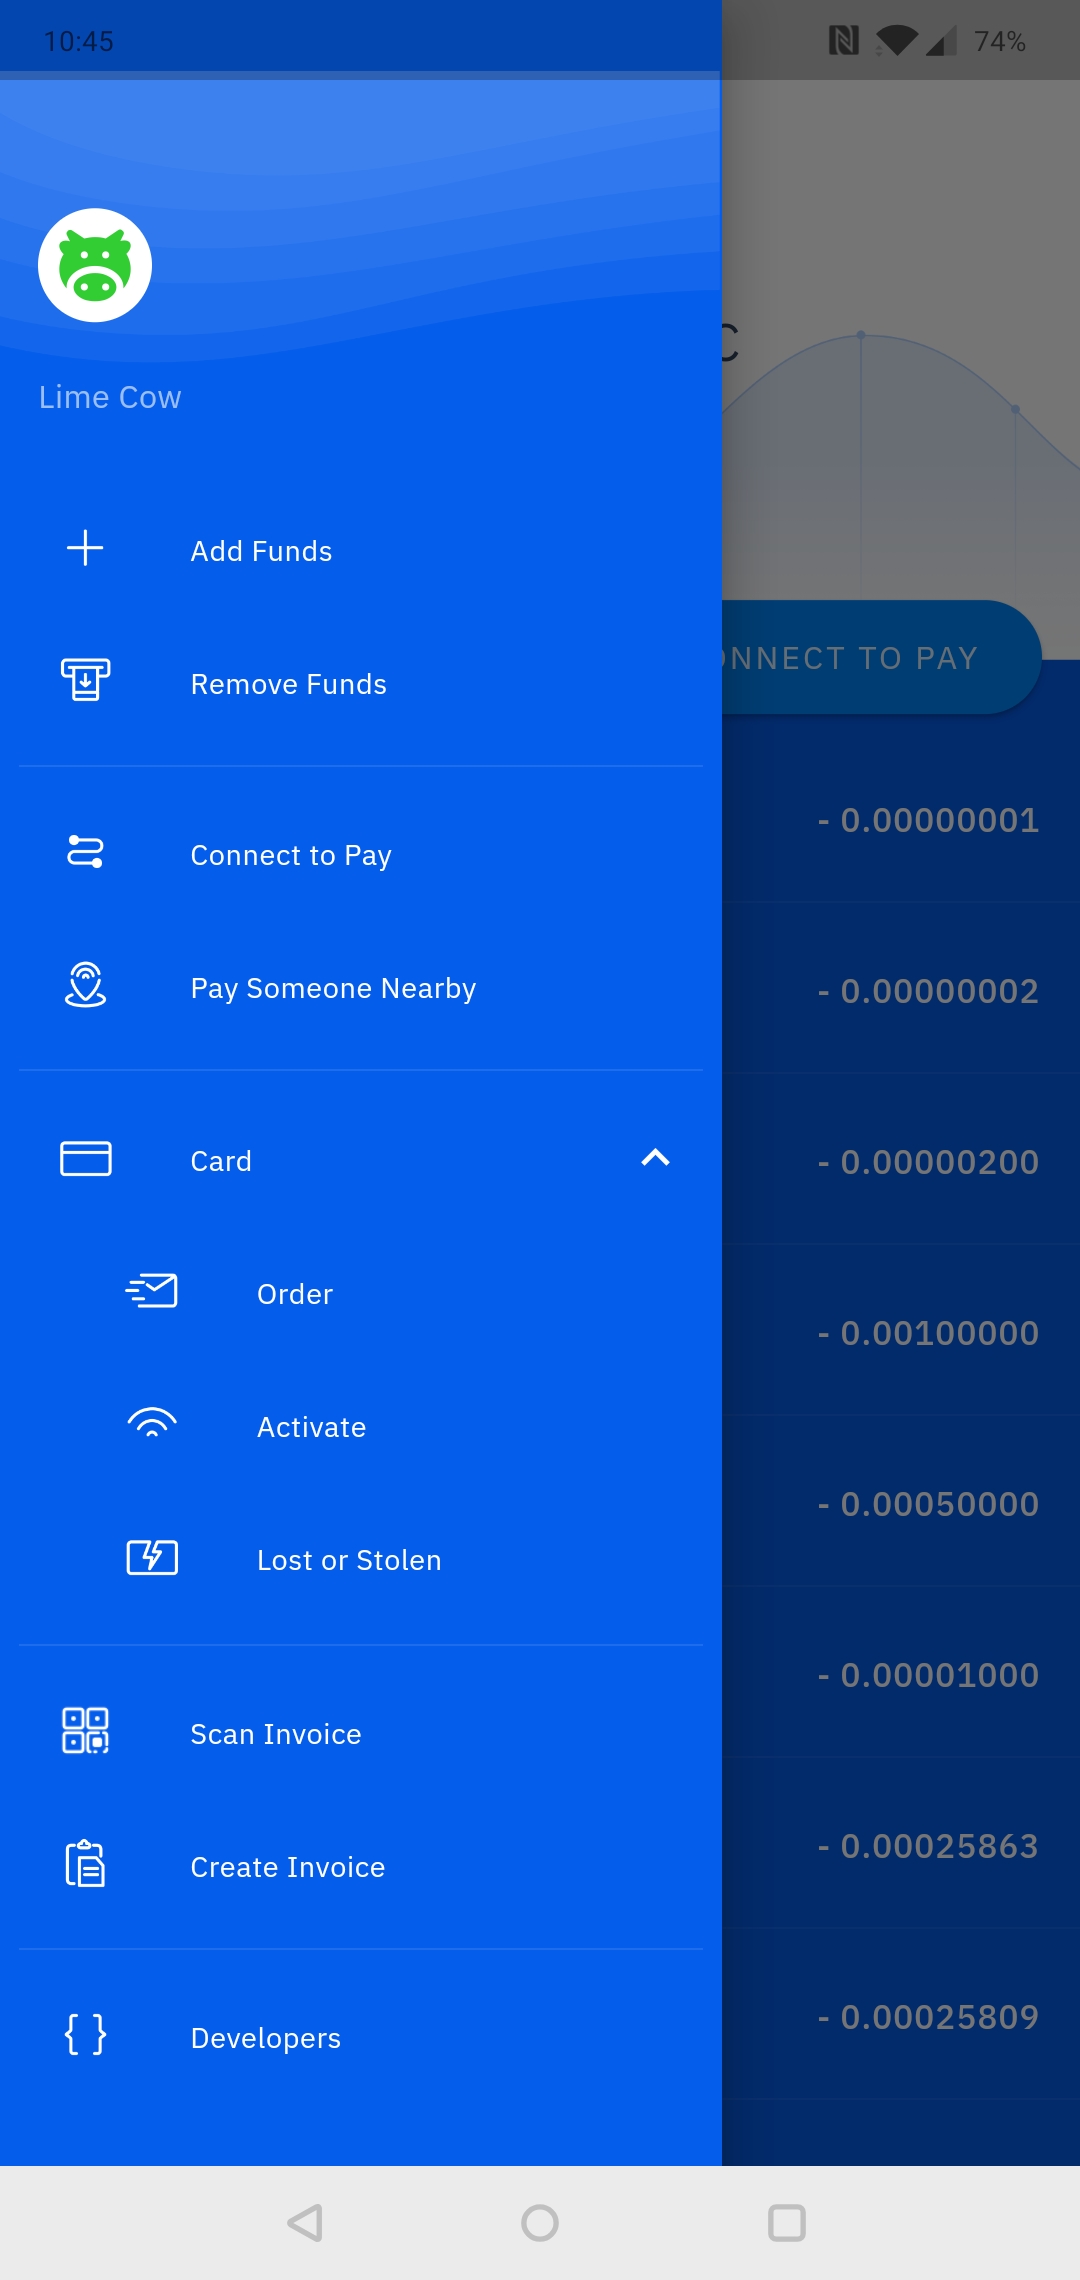 10:45
74%
Lime Cow
Add Funds
Remove Funds
TO PAY
- 0.00000001
Connect to Pay
Pay Someone Nearby
- 0.00000002
Card
- 0.00000200
Order
- 0.00100000
Activate
- 0.00050000
Lost or Stolen
- 0.00001000
Scan Invoice
Create Invoice
- 0.00025863
Developers
- 0.00025809